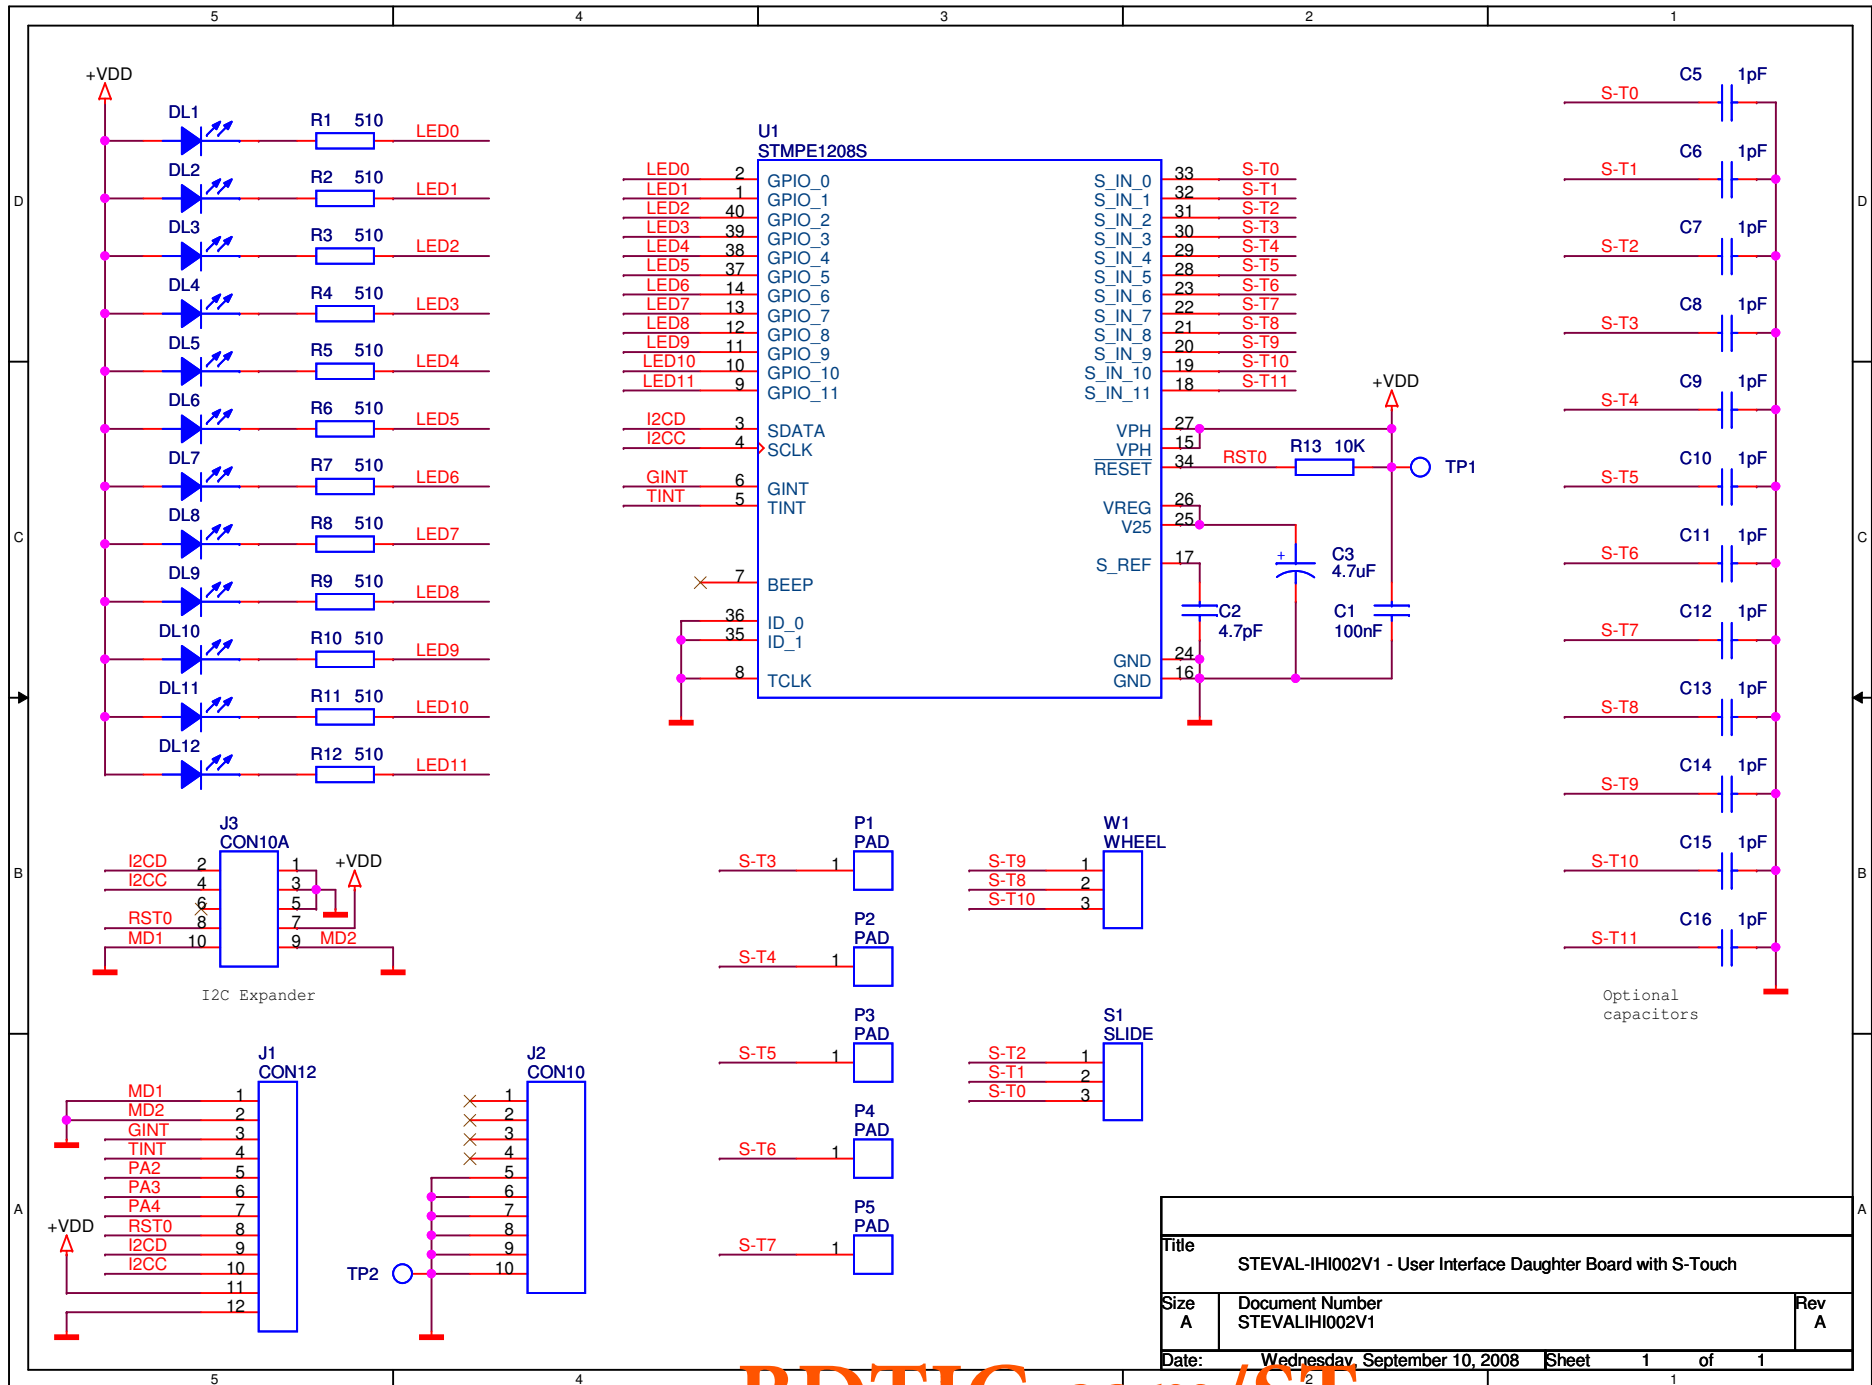 5 4 3 2 1
D
C
B
A
D
C
B
A
+VDD
DL1 R1 510 LED0
DL2 R2 510 LED1
DL3 R3 510 LED2
DL4 R4 510 LED3
DL5 R5 510 LED4
DL6 R6 510 LED5
DL7 R7 510 LED6
DL8 R8 510 LED7
DL9 R9 510 LED8
DL10 R10 510 LED9
DL11 R11 510 LED10
DL12 R12 510 LED11
U1
STMPE1208S
LED0 2 GPIO_0 S_IN_0 33 S-T0
LED1 1 GPIO_1 S_IN_1 32 S-T1
LED2 40 GPIO_2 S_IN_2 31 S-T2
LED3 39 GPIO_3 S_IN_3 30 S-T3
LED4 38 GPIO_4 S_IN_4 29 S-T4
LED5 37 GPIO_5 S_IN_5 28 S-T5
LED6 14 GPIO_6 S_IN_6 23 S-T6
LED7 13 GPIO_7 S_IN_7 22 S-T7
LED8 12 GPIO_8 S_IN_8 21 S-T8
LED9 11 GPIO_9 S_IN_9 20 S-T9
LED10 10 GPIO_10 S_IN_10 19 S-T10
LED11 9 GPIO_11 S_IN_11 18 S-T11
+VDD
I2CD 3 SDATA VPH 27
I2CC 4 SCLK VPH 15
RESET 34 RST0 R13 10K TP1
GINT 6 GINT
TINT 5 TINT
VREG 26
V25 25
S_REF 17
+ C3
4.7uF
7 BEEP
C2
4.7pF
C1
100nF
36 ID_0
35 ID_1
GND 24
8 TCLK GND 16
S-T0 C5 1pF
S-T1 C6 1pF
S-T2 C7 1pF
S-T3 C8 1pF
S-T4 C9 1pF
S-T5 C10 1pF
S-T6 C11 1pF
S-T7 C12 1pF
S-T8 C13 1pF
S-T9 C14 1pF
S-T10 C15 1pF
S-T11 C16 1pF
Optional
capacitors
J3
CON10A
+VDD
I2CD 2 1
I2CC 4 3
6 5
RST0 8 7
MD1 10 9 MD2
I2C Expander
J1
CON12
MD1 1
MD2 2
GINT 3
TINT 4
PA2 5
PA3 6
PA4 7
+VDD
RST0 8
I2CD 9
I2CC 10
11
12
J2
CON10
1
2
3
4
5
6
7
8
9
10
TP2
P1
PAD
S-T3 1
P2
PAD
S-T4 1
P3
PAD
S-T5 1
P4
PAD
S-T6 1
P5
PAD
S-T7 1
W1
WHEEL
S-T9 1
S-T8 2
S-T10 3
S1
SLIDE
S-T2 1
S-T1 2
S-T0 3
Title
STEVAL-IHI002V1 - User Interface Daughter Board with S-Touch
Size Document Number Rev
A STEVALIHI002V1 A
Date: Wednesday, September 10, 2008 Sheet 1 of 1
BDTIC.com/ST
5 4 2 1